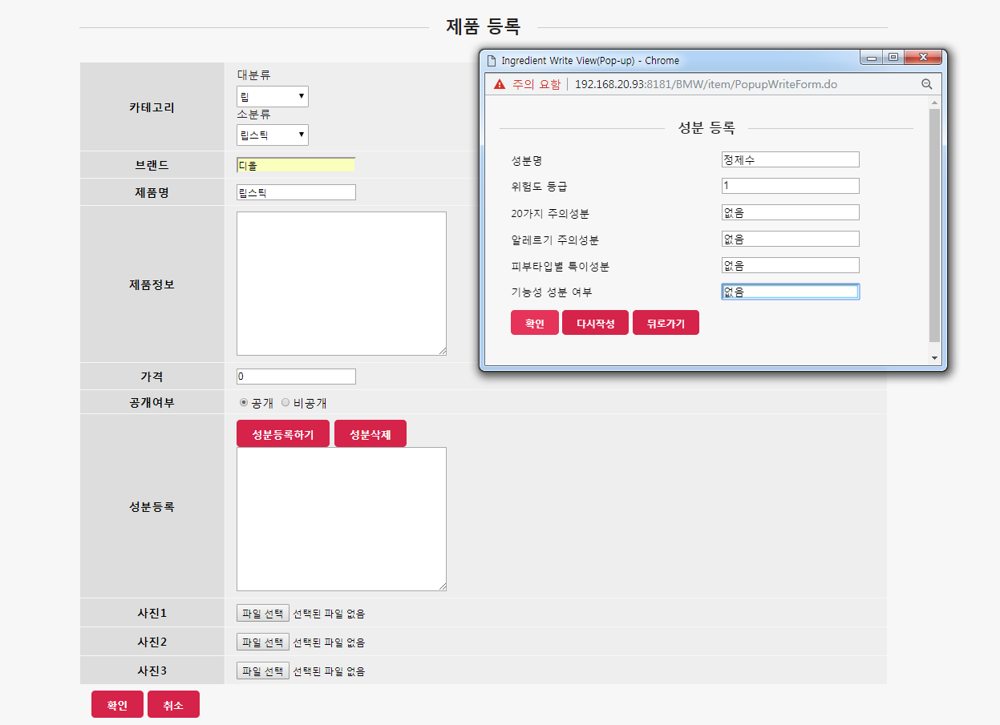 제품 등록
카테고리
대분류
립
소분류
립스틱
브랜드
디올
제품명
립스틱
제품정보
가격
0
공개여부
공개 비공개
성분등록
성분등록하기 성분삭제
사진1
파일 선택 선택된 파일 없음
사진2
파일 선택 선택된 파일 없음
사진3
파일 선택 선택된 파일 없음
확인 취소
Ingredient Write View(Pop-up) - Chrome
주의 요함 192.168.20.93:8181/BMW/item/PopupWriteForm.do
성분 등록
성분명 정제수
위험도 등급 1
20가지 주의성분 없음
알레르기 주의성분 없음
피부타입별 특이성분 없음
기능성 성분 여부 없음
확인 다시작성 뒤로가기